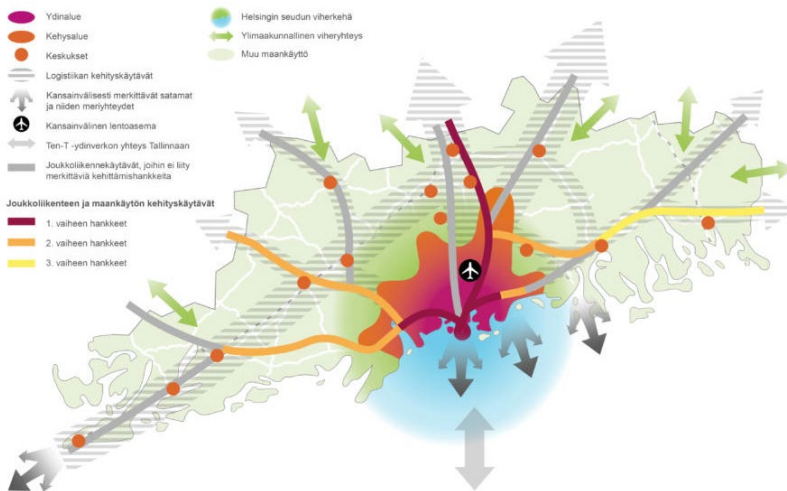 Ydinalue
Kehysalue
Keskukset
Logistiikan kehityskäytävät
Kansainvälisesti merkittävät satamat
ja niiden meriyhteydet
Kansainvälinen lentoasema
Ten-T -ydinverkon yhteys Tallinnaan
Joukkoliikennekäytävät, joihin ei liity
merkittäviä kehittämishankkeita
Joukkoliikenteen ja maankäytön kehityskäytävät
1. vaiheen hankkeet
2. vaiheen hankkeet
3. vaiheen hankkeet
Helsingin seudun viherkehä
Ylimaakunnallinen viheryhteys
Muu maankäyttö